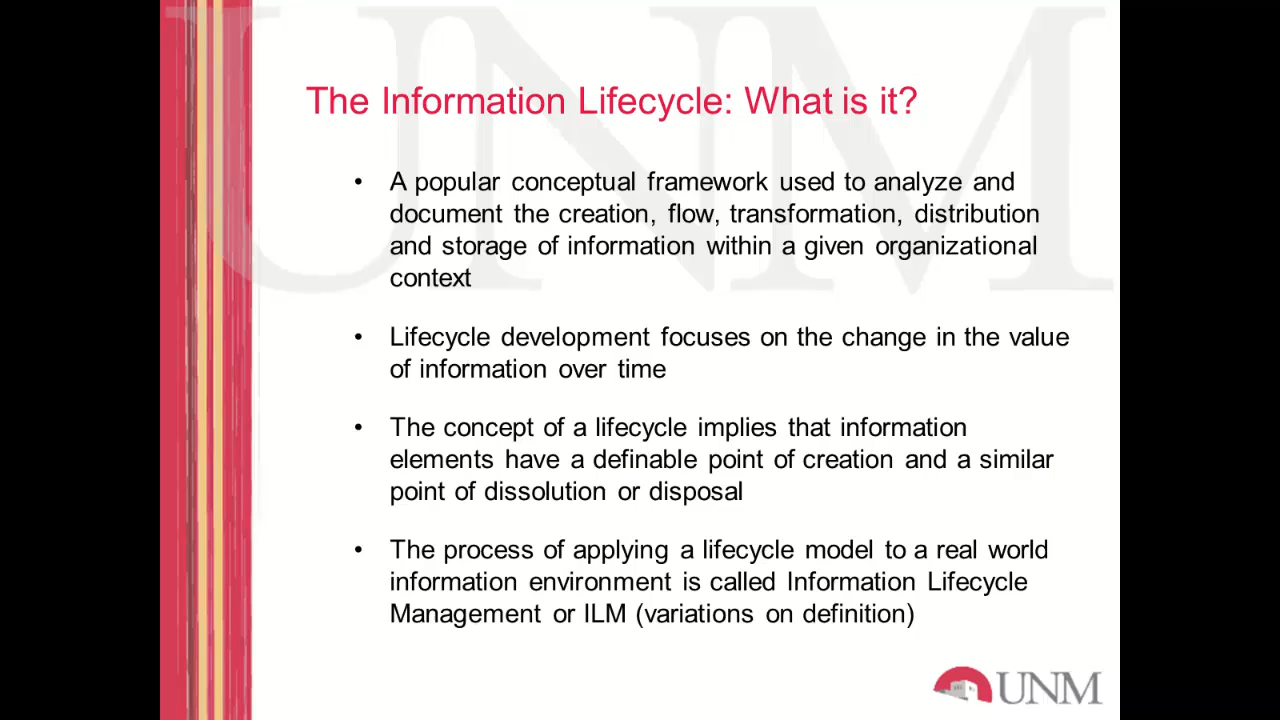 UNM
The Information Lifecycle: What is it?
• A popular conceptual framework used to analyze and
document the creation, flow, transformation, distribution
and storage of information within a given organizational
context
• Lifecycle development focuses on the change in the value
of information over time
• The concept of a lifecycle implies that information
elements have a definable point of creation and a similar
point of dissolution or disposal
• The process of applying a lifecycle model to a real world
information environment is called Information Lifecycle
Management or ILM (variations on definition)
UNM